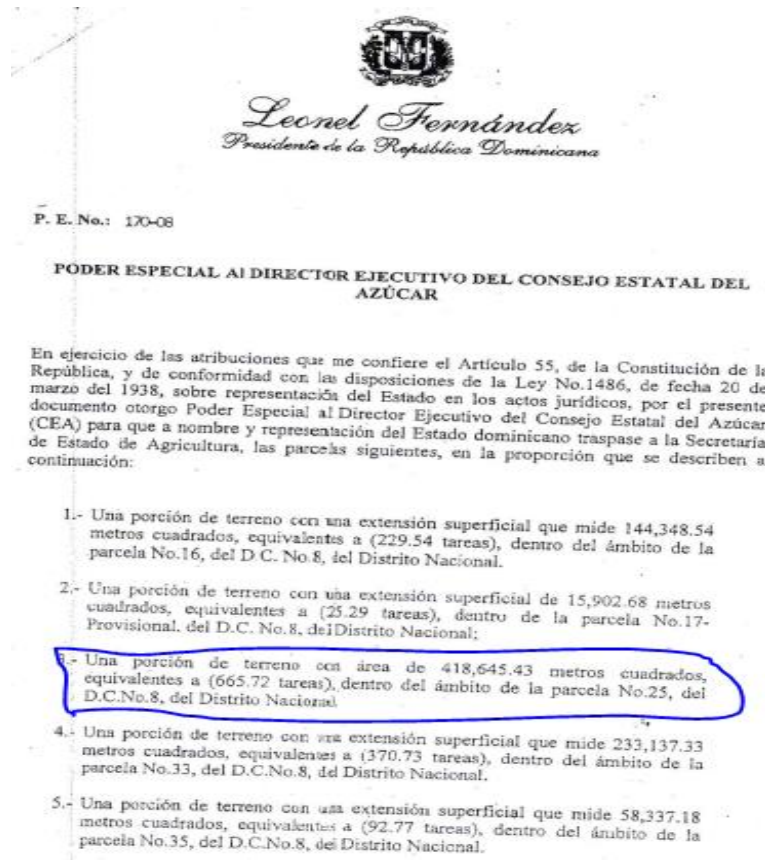 Leonel Fernández
Presidente de la República Dominicana
P. E. No.: 170-08
PODER ESPECIAL Al DIRECTOR EJECUTIVO DEL CONSEJO ESTATAL DEL
AZÚCAR
En ejercicio de las atribuciones que me confiere el Artículo 55, de la Constitución de la
República, y de conformidad con las disposiciones de la Ley No.1486, de fecha 20 de
marzo del 1938, sobre representación del Estado en los actos jurídicos, por el presente
documento otorgo Poder Especial al Director Ejecutivo del Consejo Estatal del Azúcar
(CEA) para que a nombre y representación del Estado dominicano traspase a la Secretaría
de Estado de Agricultura, las parcelas siguientes, en la proporción que se describen a
continuación:
1.- Una porción de terreno con una extensión superficial que mide 144,348.54
metros cuadrados, equivalentes a (229.54 tareas), dentro del ámbito de la
parcela No.16, del D.C. No.8, del Distrito Nacional.
2.- Una porción de terreno con una extensión superficial de 15,902.68 metros
cuadrados, equivalentes a (25.29 tareas), dentro de la parcela No.17-
Provisional, del D.C. No.8, del Distrito Nacional;
3.- Una porción de terreno con área de 418,645.43 metros cuadrados,
equivalentes a (665.72 tareas), dentro del ámbito de la parcela No.25, del
D.C.No.8, del Distrito Nacional
4.- Una porción de terreno con una extensión superficial que mide 233,137.33
metros cuadrados, equivalentes a (370.73 tareas), dentro del ámbito de la
parcela No.33, del D.C.No.8, del Distrito Nacional.
5.- Una porción de terreno con una extensión superficial que mide 58,337.18
metros cuadrados, equivalentes a (92.77 tareas), dentro del ámbito de la
parcela No.35, del D.C.No.8, del Distrito Nacional.